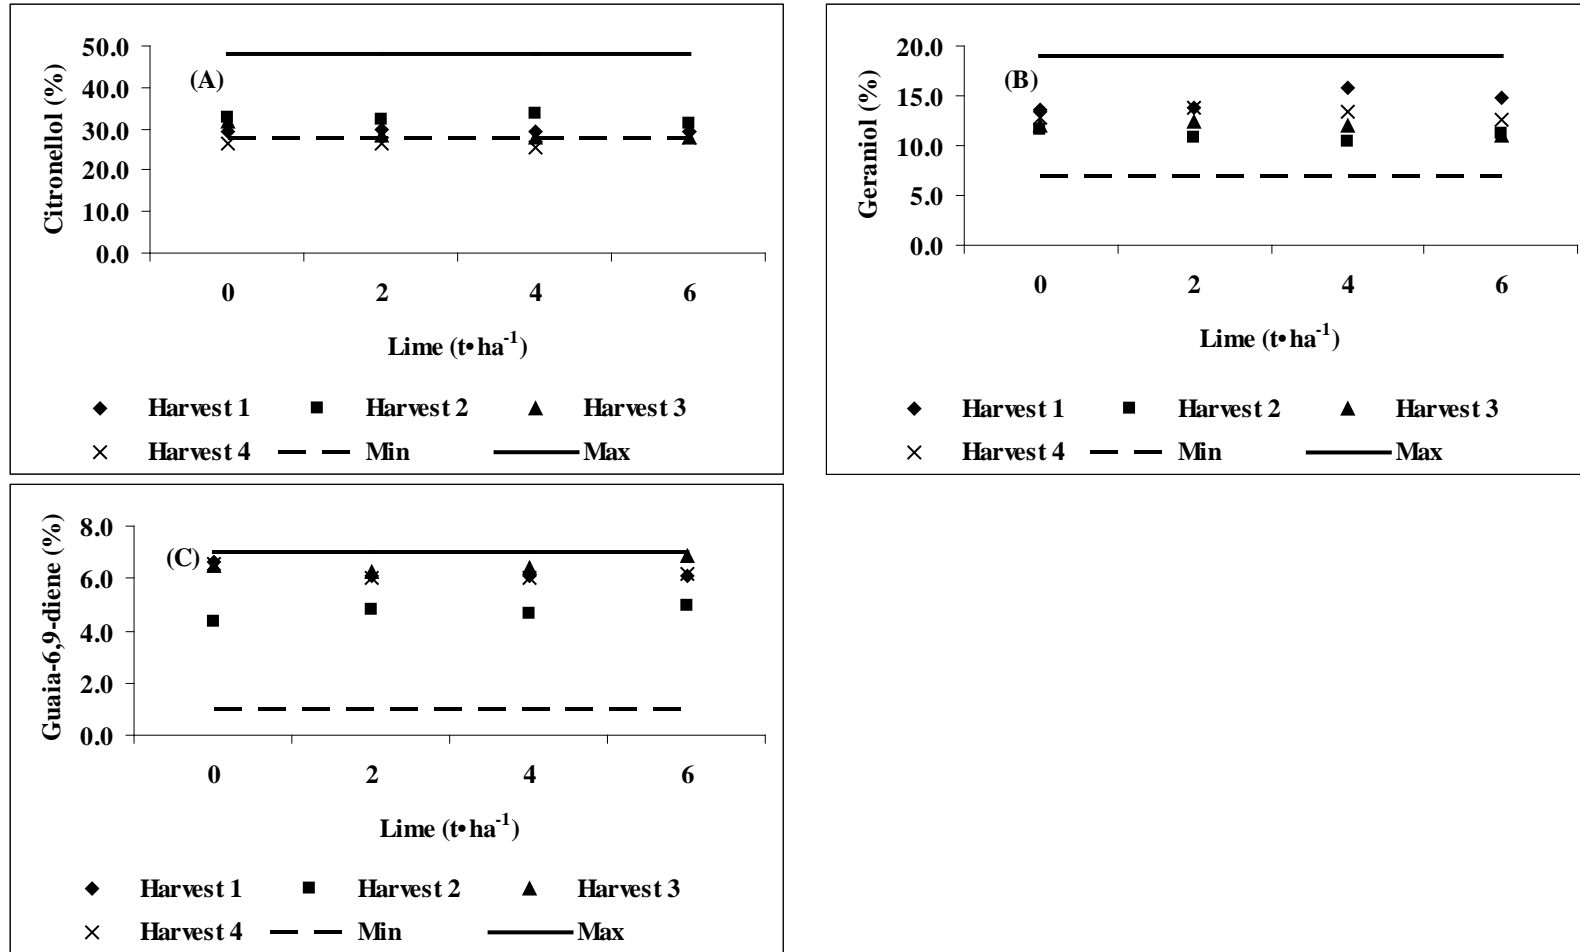 (A)
Citronellol (%)
50.0
40.0
30.0
20.0
10.0
0.0
0 2 4 6
Lime (t•ha⁻¹)
Harvest 1 Harvest 2 Harvest 3
Harvest 4 Min Max
(B)
Geraniol (%)
20.0
15.0
10.0
5.0
0.0
0 2 4 6
Lime (t•ha⁻¹)
Harvest 1 Harvest 2 Harvest 3
Harvest 4 Min Max
(C)
Guaia-6,9-diene (%)
8.0
6.0
4.0
2.0
0.0
0 2 4 6
Lime (t•ha⁻¹)
Harvest 1 Harvest 2 Harvest 3
Harvest 4 Min Max